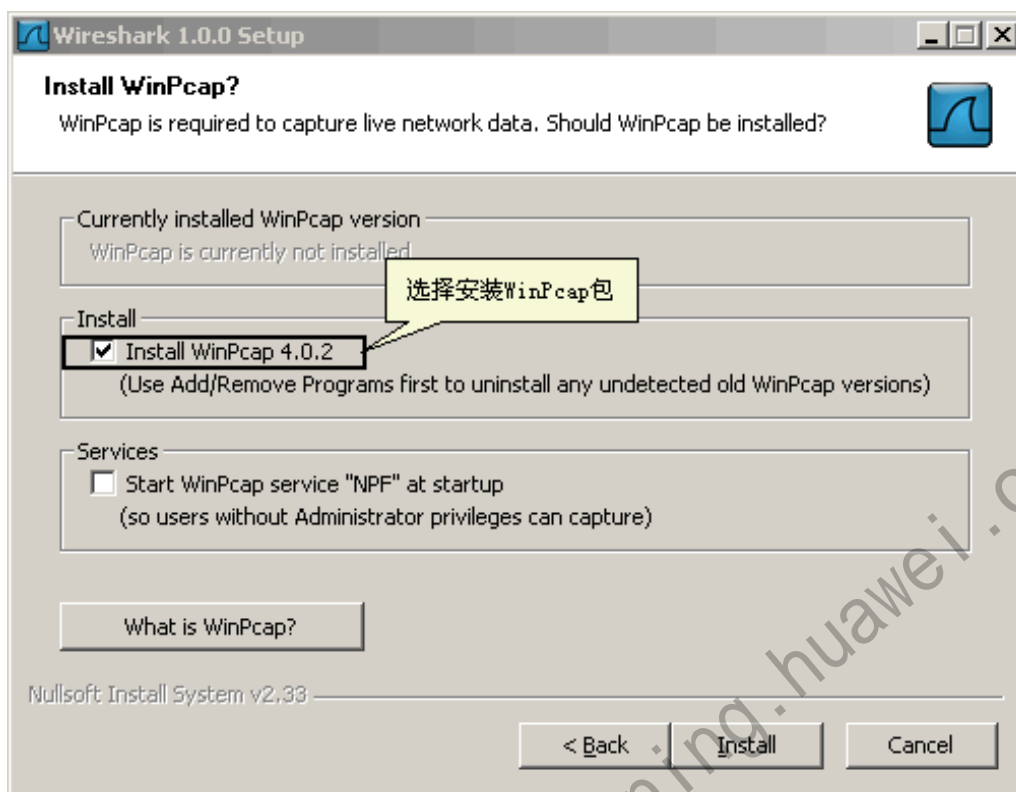 Wireshark 1.0.0 Setup
Install WinPcap?
WinPcap is required to capture live network data. Should WinPcap be installed?
Currently installed WinPcap version
WinPcap is currently not installed
选择安装WinPcap包
Install
Install WinPcap 4.0.2
(Use Add/Remove Programs first to uninstall any undetected old WinPcap versions)
Services
Start WinPcap service "NPF" at startup
(so users without Administrator privileges can capture)
What is WinPcap?
Nullsoft Install System v2.33
< Back Install Cancel
ning.huawei.c